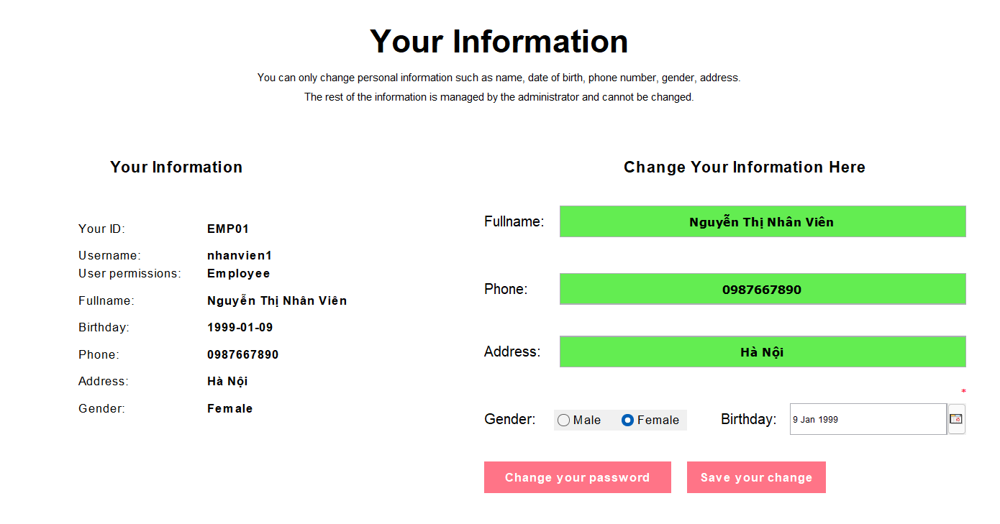 Your Information
You can only change personal information such as name, date of birth, phone number, gender, address.
The rest of the information is managed by the administrator and cannot be changed.
Your Information
Your ID: EMP01
Username: nhanvien1
User permissions: Employee
Fullname: Nguyễn Thị Nhân Viên
Birthday: 1999-01-09
Phone: 0987667890
Address: Hà Nội
Gender: Female
Change Your Information Here
Fullname: Nguyễn Thị Nhân Viên
Phone: 0987667890
Address: Hà Nội
*
Gender: Male Female Birthday: 9 Jan 1999
Change your password Save your change